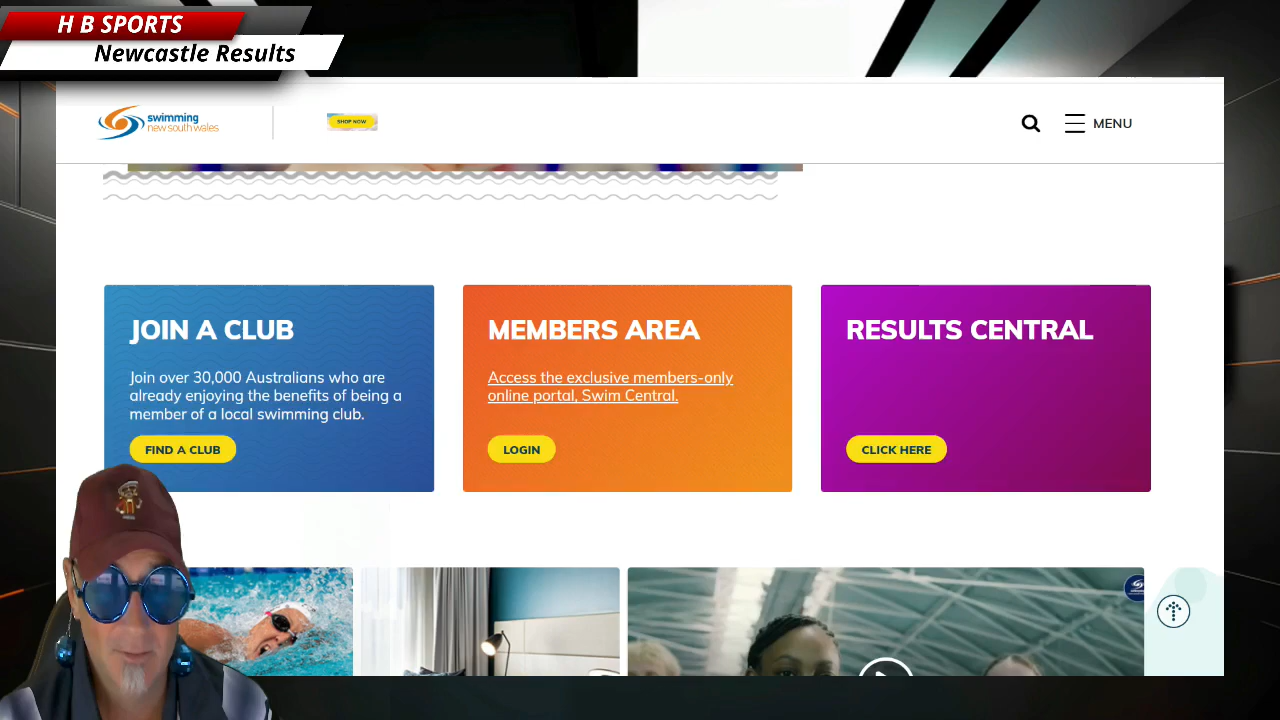 H B SPORTS
Newcastle Results
swimming
new south wales
SHOP NOW
MENU
JOIN A CLUB
Join over 30,000 Australians who are
already enjoying the benefits of being a
member of a local swimming club.
FIND A CLUB
MEMBERS AREA
Access the exclusive members-only
online portal, Swim Central.
LOGIN
RESULTS CENTRAL
CLICK HERE